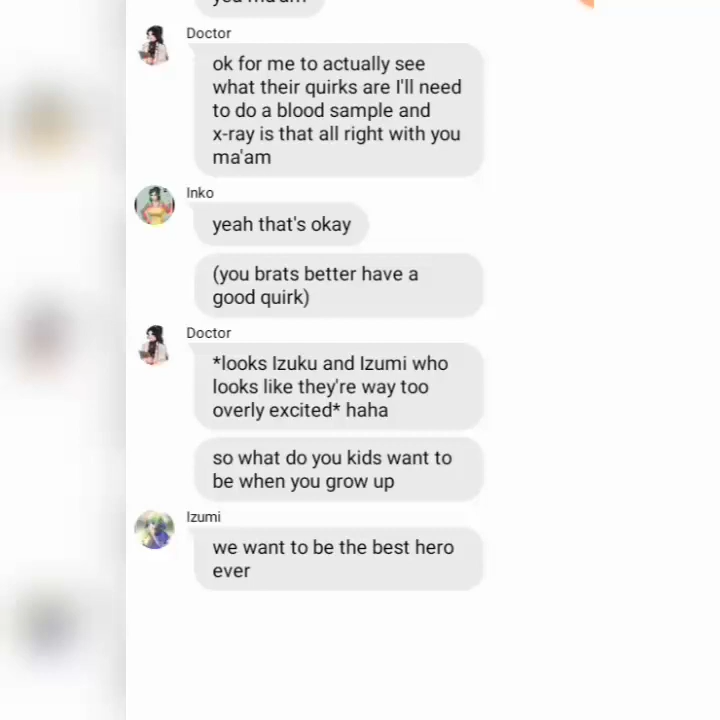 you ma'am
Doctor
ok for me to actually see
what their quirks are I'll need
to do a blood sample and
x-ray is that all right with you
ma'am
Inko
yeah that's okay
(you brats better have a
good quirk)
Doctor
*looks Izuku and Izumi who
looks like they're way too
overly excited* haha
so what do you kids want to
be when you grow up
Izumi
we want to be the best hero
ever